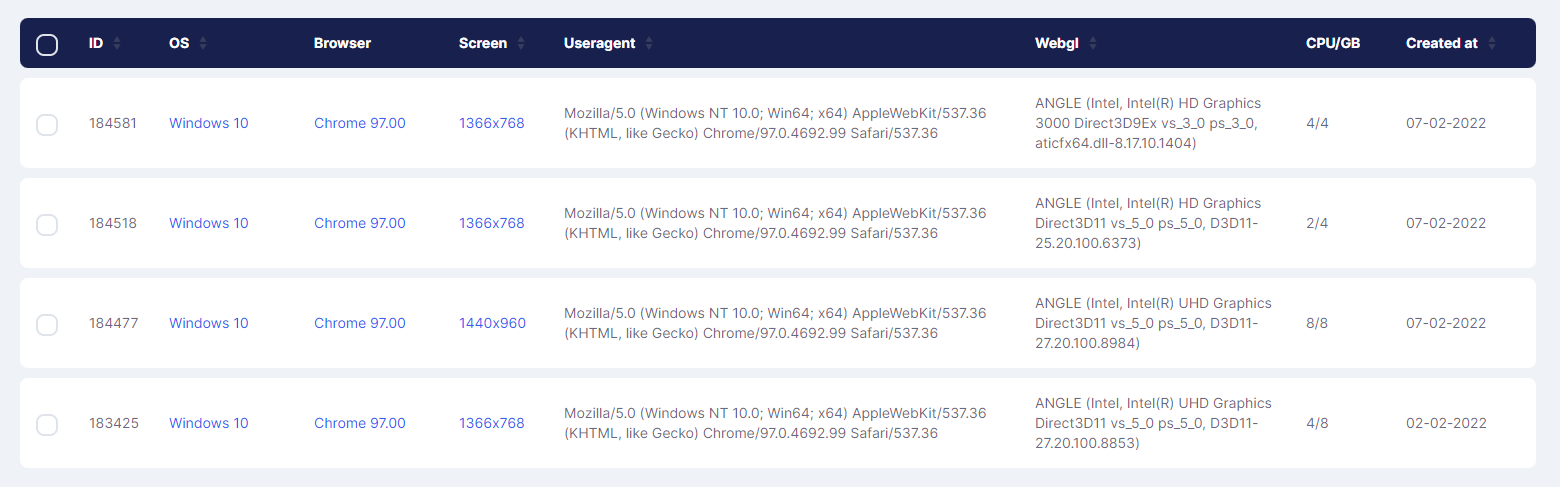 ID OS Browser Screen Useragent Webgl CPU/GB Created at
184581 Windows 10 Chrome 97.00 1366x768 Mozilla/5.0 (Windows NT 10.0; Win64; x64) AppleWebKit/537.36
(KHTML, like Gecko) Chrome/97.0.4692.99 Safari/537.36
ANGLE (Intel, Intel(R) HD Graphics
3000 Direct3D9Ex vs_3_0 ps_3_0,
aticfx64.dll-8.17.10.1404)
4/4 07-02-2022
184518 Windows 10 Chrome 97.00 1366x768 Mozilla/5.0 (Windows NT 10.0; Win64; x64) AppleWebKit/537.36
(KHTML, like Gecko) Chrome/97.0.4692.99 Safari/537.36
ANGLE (Intel, Intel(R) HD Graphics
Direct3D11 vs_5_0 ps_5_0, D3D11-
25.20.100.6373)
2/4 07-02-2022
184477 Windows 10 Chrome 97.00 1440x960 Mozilla/5.0 (Windows NT 10.0; Win64; x64) AppleWebKit/537.36
(KHTML, like Gecko) Chrome/97.0.4692.99 Safari/537.36
ANGLE (Intel, Intel(R) UHD Graphics
Direct3D11 vs_5_0 ps_5_0, D3D11-
27.20.100.8984)
8/8 07-02-2022
183425 Windows 10 Chrome 97.00 1366x768 Mozilla/5.0 (Windows NT 10.0; Win64; x64) AppleWebKit/537.36
(KHTML, like Gecko) Chrome/97.0.4692.99 Safari/537.36
ANGLE (Intel, Intel(R) UHD Graphics
Direct3D11 vs_5_0 ps_5_0, D3D11-
27.20.100.8853)
4/8 02-02-2022